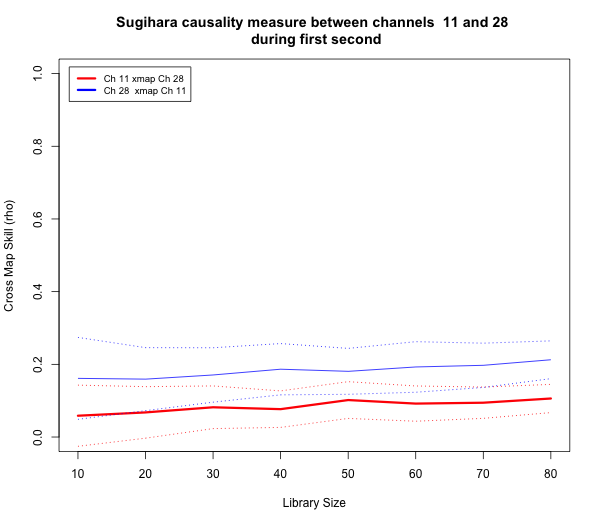 Sugihara causality measure between channels  11 and 28
during first second
Ch 11 xmap Ch 28
Ch 28  xmap Ch 11
Cross Map Skill (rho)
1.0
0.8
0.6
0.4
0.2
0.0
10 20 30 40 50 60 70 80
Library Size